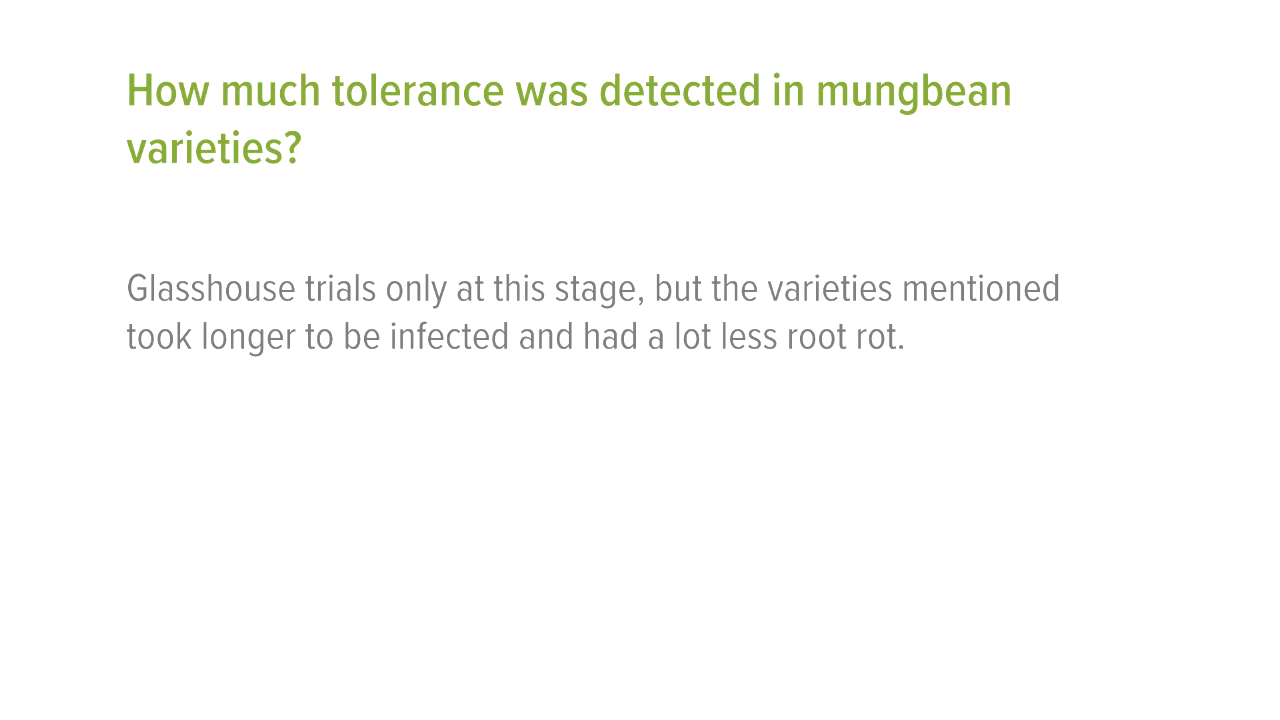 How much tolerance was detected in mungbean
varieties?
Glasshouse trials only at this stage, but the varieties mentioned
took longer to be infected and had a lot less root rot.